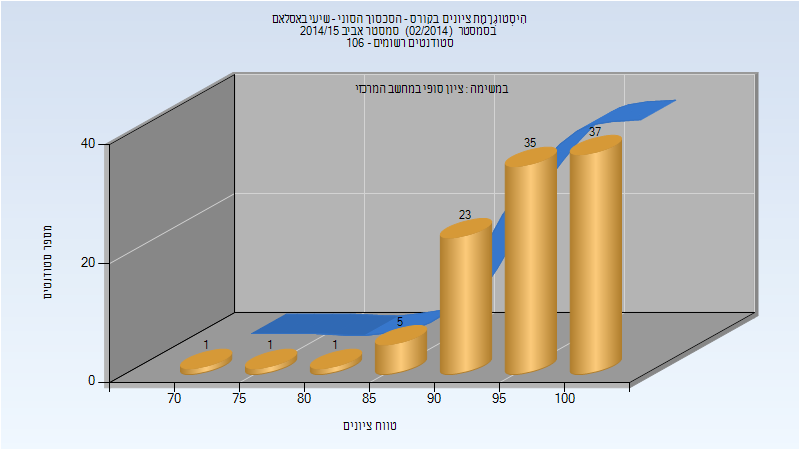 היסטוגרמת ציונים בקורס - הסכסוך הסוני - שיעי באסלאם
בסמסטר (02/2014) סמסטר אביב 2014/15
סטודנטים רשומים - 106
במשימה : ציון סופי במחשב המרכזי
40
20
0
מספר סטודנטים
1
1
1
5
23
35
37
70
75
80
85
90
95
100
טווח ציונים